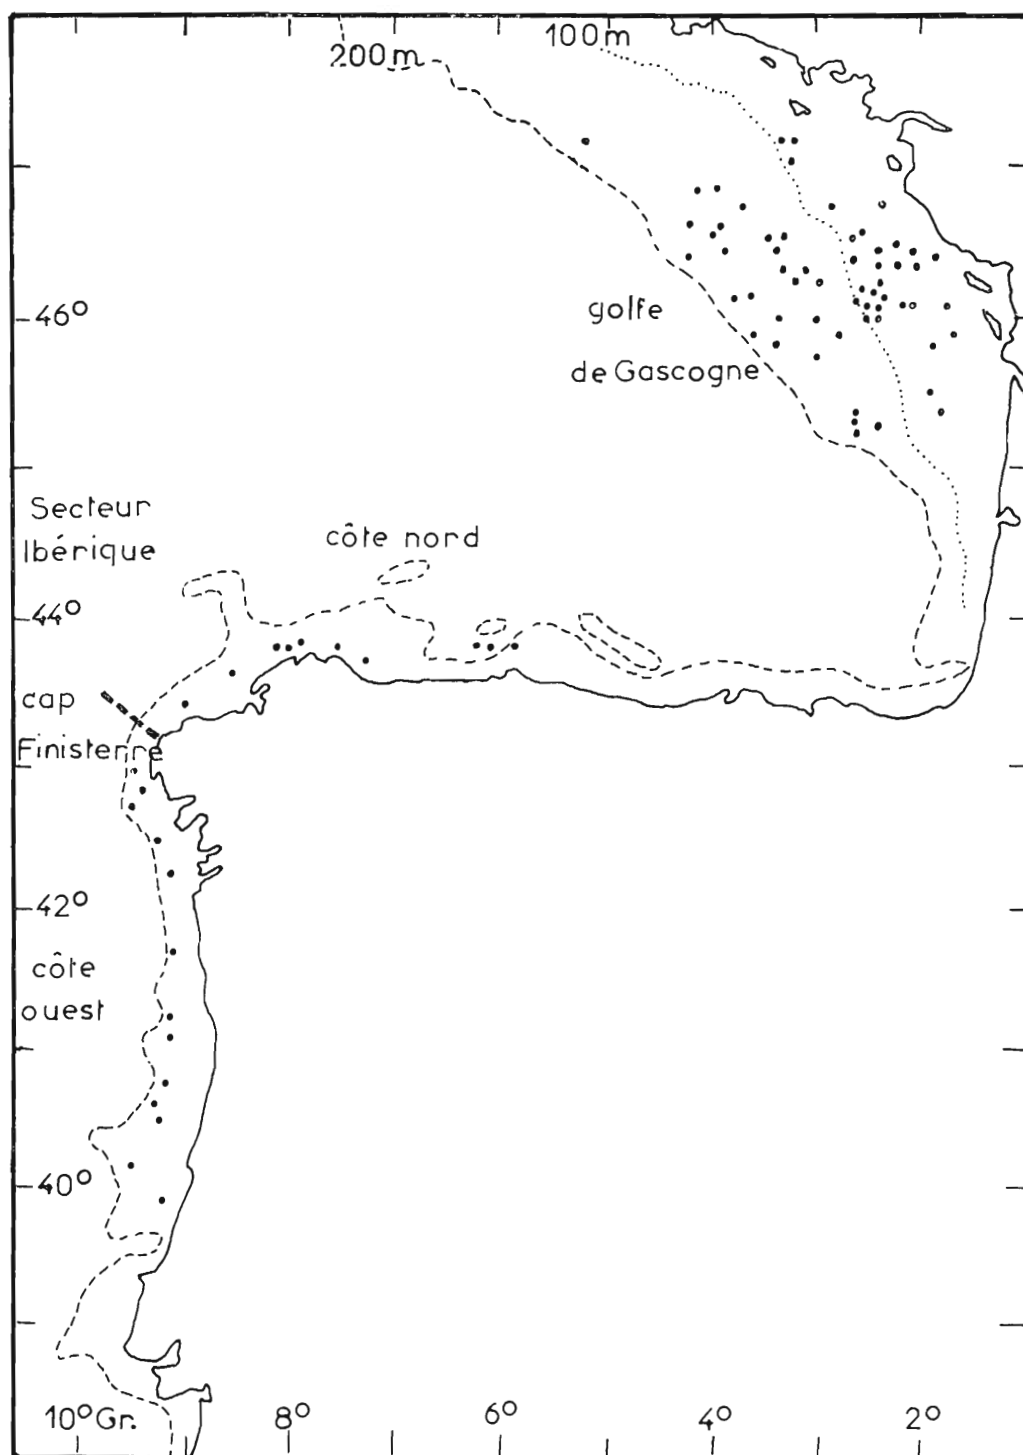 200m
100m
46°
golfe
de Gascogne
Secteur
Ibérique
côte nord
44°
cap
Finisterre
42°
côte
ouest
40°
10°Gr.
8°
6°
4°
2°